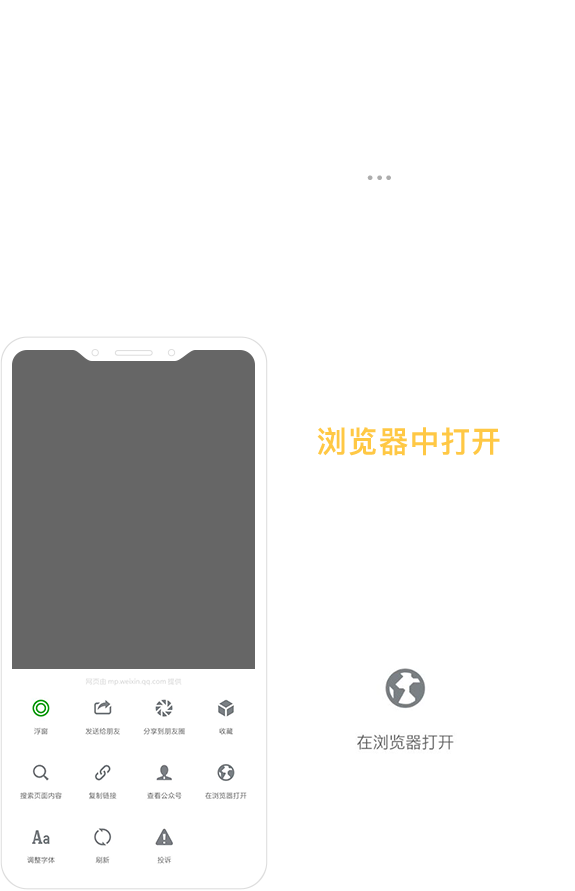 浏览器中打开
网页由 mp.weixin.qq.com 提供
浮窗
发送给朋友
分享到朋友圈
收藏
搜索页面内容
复制链接
查看公众号
在浏览器打开
Aa
调整字体
刷新
投诉
在浏览器打开